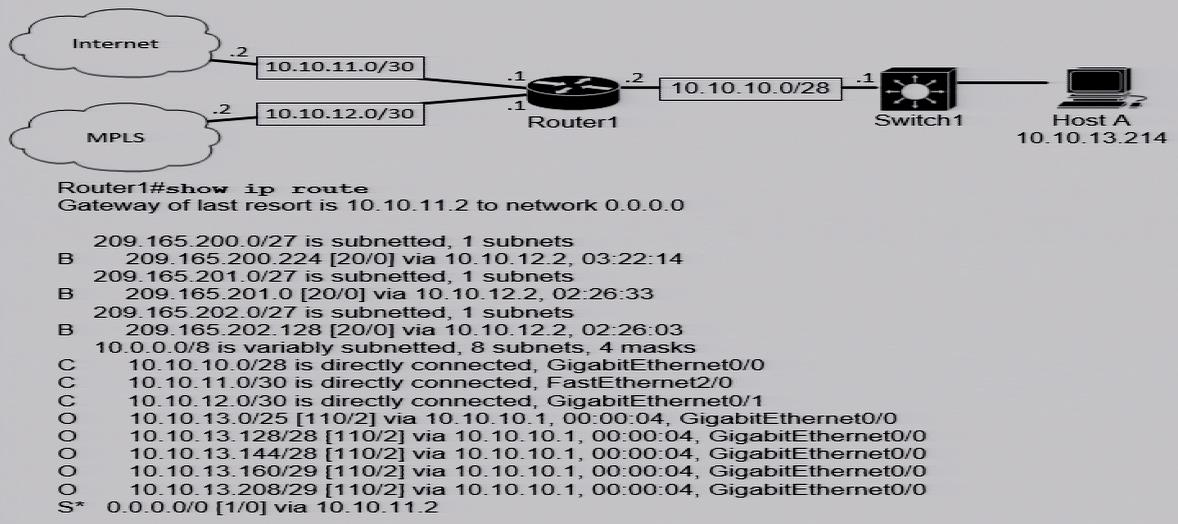 Internet
.2
10.10.11.0/30
.1
.2
10.10.10.0/28
.1
.2
10.10.12.0/30
.1
Router1
Switch1
Host A
10.10.13.214
MPLS
Router1#show ip route
Gateway of last resort is 10.10.11.2 to network 0.0.0.0
209.165.200.0/27 is subnetted, 1 subnets
B 209.165.200.224 [20/0] via 10.10.12.2, 03:22:14
209.165.201.0/27 is subnetted, 1 subnets
B 209.165.201.0 [20/0] via 10.10.12.2, 02:26:33
209.165.202.0/27 is subnetted, 1 subnets
B 209.165.202.128 [20/0] via 10.10.12.2, 02:26:03
10.0.0.0/8 is variably subnetted, 8 subnets, 4 masks
C 10.10.10.0/28 is directly connected, GigabitEthernet0/0
C 10.10.11.0/30 is directly connected, FastEthernet2/0
C 10.10.12.0/30 is directly connected, GigabitEthernet0/1
O 10.10.13.0/25 [110/2] via 10.10.10.1, 00:00:04, GigabitEthernet0/0
O 10.10.13.128/28 [110/2] via 10.10.10.1, 00:00:04, GigabitEthernet0/0
O 10.10.13.144/28 [110/2] via 10.10.10.1, 00:00:04, GigabitEthernet0/0
O 10.10.13.160/29 [110/2] via 10.10.10.1, 00:00:04, GigabitEthernet0/0
O 10.10.13.208/29 [110/2] via 10.10.10.1, 00:00:04, GigabitEthernet0/0
S* 0.0.0.0/0 [1/0] via 10.10.11.2